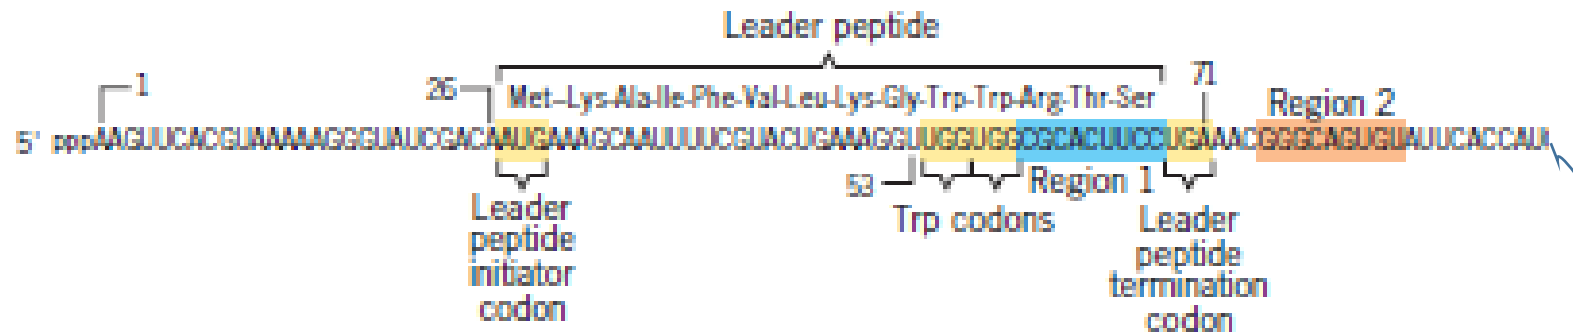 Leader peptide
1
26
71
Met–Lys-Ala-Ile-Phe-Val-Leu-Lys-Gly-Trp-Trp-Arg-Thr-Ser
Region 2
5' pppAAGUUCACGUAAAAAGGGUAUCGACAAUGAAAGCAAUUUUCGUACUGAAAGGUUGGUGGCGCACUUCCUGAAACGGGCAGUGUAUUCACCAU
53
Region 1
Leader
peptide
initiator
codon
Trp codons
Leader
peptide
termination
codon